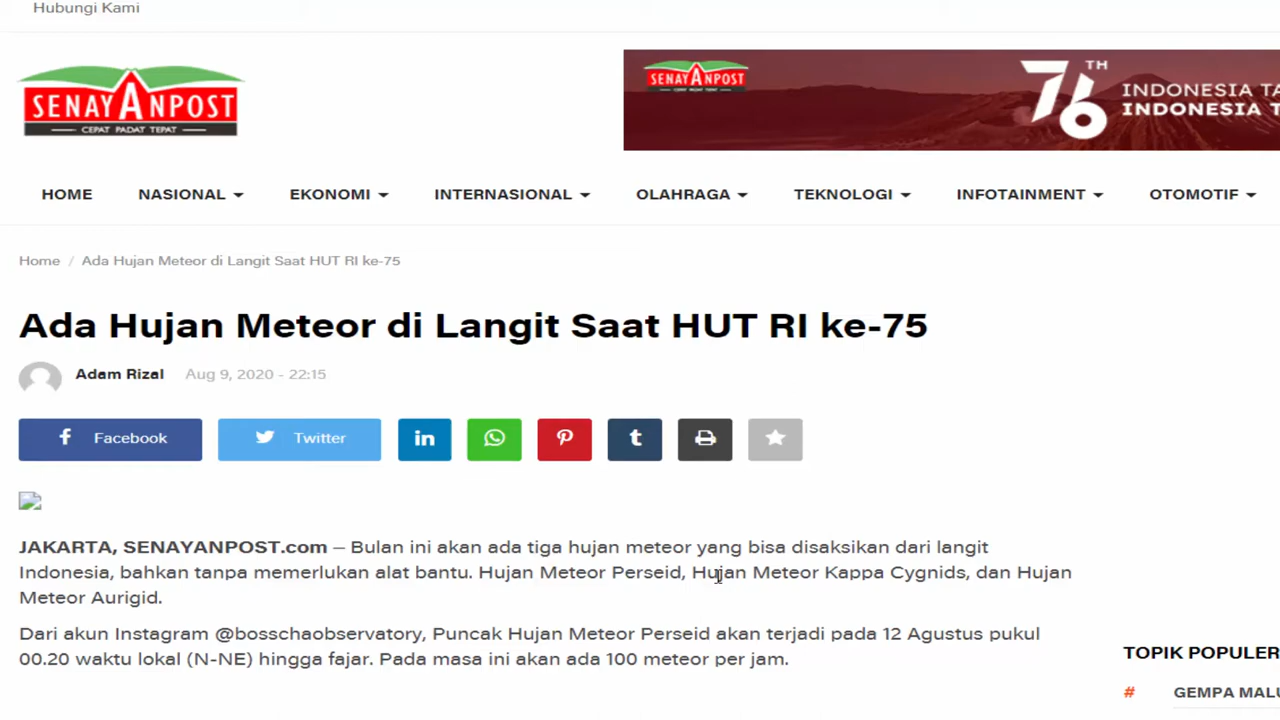 Hubungi Kami
SENAYANPOST
CEPAT PADAT TEPAT
SENAYANPOST
CEPAT PADAT TEPAT
76 TH
INDONESIA TA
INDONESIA T
HOME NASIONAL EKONOMI INTERNASIONAL OLAHRAGA TEKNOLOGI INFOTAINMENT OTOMOTIF
Home / Ada Hujan Meteor di Langit Saat HUT RI ke-75
Ada Hujan Meteor di Langit Saat HUT RI ke-75
Adam Rizal Aug 9, 2020 - 22:15
Facebook Twitter
JAKARTA, SENAYANPOST.com – Bulan ini akan ada tiga hujan meteor yang bisa disaksikan dari langit
Indonesia, bahkan tanpa memerlukan alat bantu. Hujan Meteor Perseid, Hujan Meteor Kappa Cygnids, dan Hujan
Meteor Aurigid.
Dari akun Instagram @bosschaobservatory, Puncak Hujan Meteor Perseid akan terjadi pada 12 Agustus pukul
00.20 waktu lokal (N-NE) hingga fajar. Pada masa ini akan ada 100 meteor per jam.
TOPIK POPULER
# GEMPA MALU